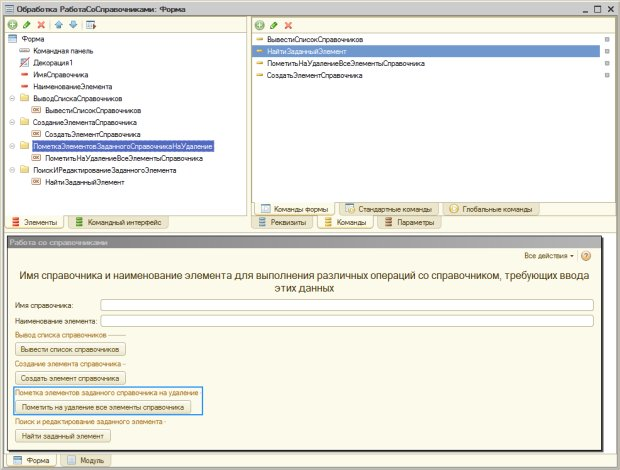 Обработка РаботаСоСправочниками: Форма
Форма
Командная панель
Декорация1
ИмяСправочника
НаименованиеЭлемента
ВыводСпискаСправочников
ВывестиСписокСправочников
СозданиеЭлементаСправочника
СоздатьЭлементСправочника
ПометкаЭлементовЗаданногоСправочникаНаУдаление
ПометитьНаУдалениеВсеЭлементыСправочника
ПоискИРедактированиеЗаданногоЭлемента
НайтиЗаданныйЭлемент
Элементы
Командный интерфейс
ВывестиСписокСправочников
НайтиЗаданныйЭлемент
ПометитьНаУдалениеВсеЭлементыСправочника
СоздатьЭлементСправочника
Команды формы
Стандартные команды
Глобальные команды
Реквизиты
Команды
Параметры
Работа со справочниками
Все действия
Имя справочника и наименование элемента для выполнения различных операций со справочником, требующих ввода
этих данных
Имя справочника:
Наименование элемента:
Вывод списка справочников
Вывести список справочников
Создание элемента справочника
Создать элемент справочника
Пометка элементов заданного справочника на удаление
Пометить на удаление все элементы справочника
Поиск и редактирование заданного элемента
Найти заданный элемент
Форма
Модуль